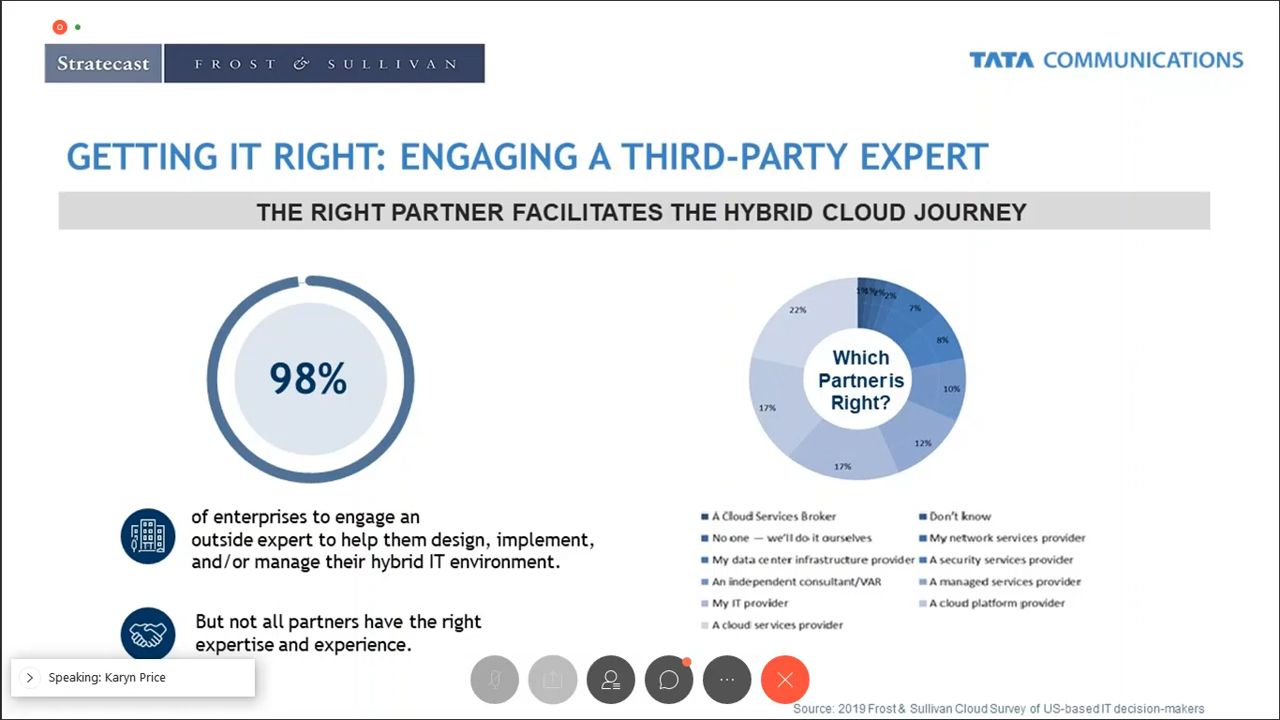 Stratecast
FROST & SULLIVAN
TATA COMMUNICATIONS
GETTING IT RIGHT: ENGAGING A THIRD-PARTY EXPERT
THE RIGHT PARTNER FACILITATES THE HYBRID CLOUD JOURNEY
98%
of enterprises to engage an
outside expert to help them design, implement,
and/or manage their hybrid IT environment.
But not all partners have the right
expertise and experience.
1% 1% 2% 2%
7%
8%
10%
12%
17%
17%
22%
Which
Partner is
Right?
A Cloud Services Broker
Don't know
No one — we'll do it ourselves
My network services provider
My data center infrastructure provider
A security services provider
An independent consultant/VAR
A managed services provider
My IT provider
A cloud platform provider
A cloud services provider
Speaking: Karyn Price
Source: 2019 Frost & Sullivan Cloud Survey of US-based IT decision-makers